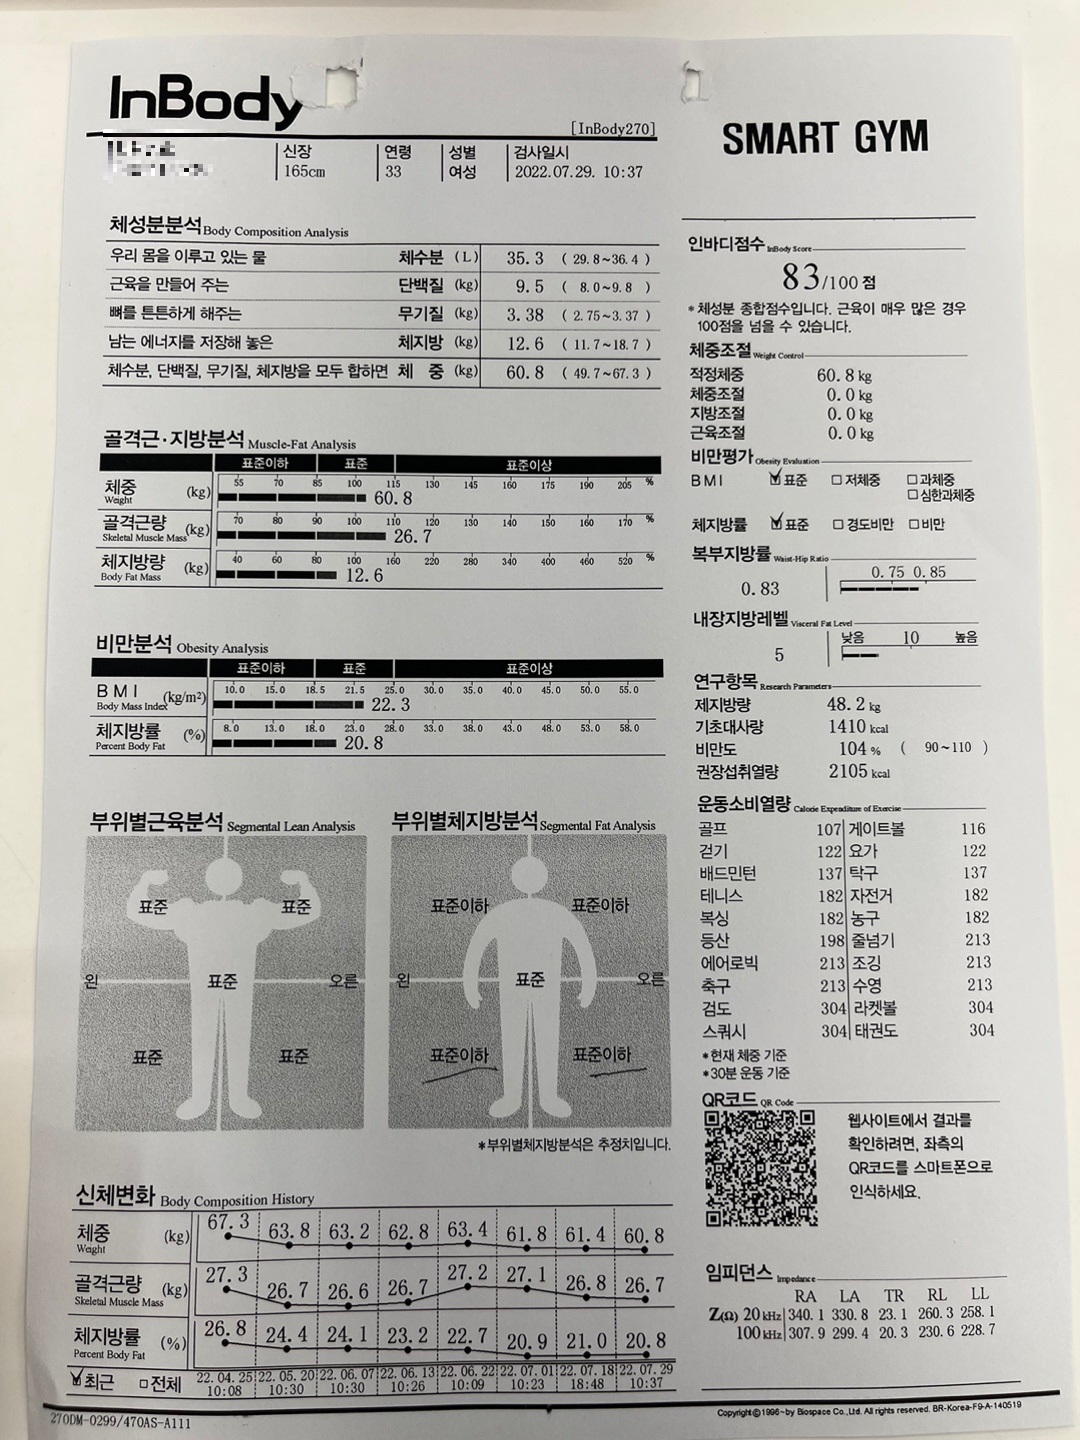 InBody
[InBody270]
SMART GYM
신장 연령 성별 검사일시
165cm 33 여성 2022.07.29. 10:37
체성분분석 Body Composition Analysis
우리 몸을 이루고 있는 물 체수분 (L) 35.3 ( 29.8~36.4 )
근육을 만들어 주는 단백질 (kg) 9.5 ( 8.0~9.8 )
뼈를 튼튼하게 해주는 무기질 (kg) 3.38 ( 2.75~3.37 )
남는 에너지를 저장해 놓은 체지방 (kg) 12.6 ( 11.7~18.7 )
체수분, 단백질, 무기질, 체지방을 모두 합하면 체 중 (kg) 60.8 ( 49.7~67.3 )
골격근·지방분석 Muscle-Fat Analysis
표준이하 표준 표준이상
체중 (kg) 55 70 85 100 115 130 145 160 175 190 205 %
Weight 60.8
골격근량 (kg) 70 80 90 100 110 120 130 140 150 160 170 %
Skeletal Muscle Mass 26.7
체지방량 (kg) 40 60 80 100 160 220 280 340 400 460 520 %
Body Fat Mass 12.6
비만분석 Obesity Analysis
표준이하 표준 표준이상
BMI (kg/m²) 10.0 15.0 18.5 21.5 25.0 30.0 35.0 40.0 45.0 50.0 55.0
Body Mass Index 22.3
체지방률 (%) 8.0 13.0 18.0 23.0 28.0 33.0 38.0 43.0 48.0 53.0 58.0
Percent Body Fat 20.8
부위별근육분석 Segmental Lean Analysis
표준 표준
왼 표준 오른
표준 표준
부위별체지방분석 Segmental Fat Analysis
표준이하 표준이하
왼 표준 오른
표준이하 표준이하
*부위별체지방분석은 추정치입니다.
신체변화 Body Composition History
체중 (kg) 67.3 63.8 63.2 62.8 63.4 61.8 61.4 60.8
Weight
골격근량 (kg) 27.3 26.7 26.6 26.7 27.2 27.1 26.8 26.7
Skeletal Muscle Mass
체지방률 (%) 26.8 24.4 24.1 23.2 22.7 20.9 21.0 20.8
Percent Body Fat
최근 전체 22.04.25 22.05.20 22.06.07 22.06.13 22.06.22 22.07.01 22.07.18 22.07.29
10:08 10:30 10:30 10:26 10:09 10:23 18:48 10:37
270DM-0299/470AS-A111
인바디점수 InBody Score
83/100 점
* 체성분 종합점수입니다. 근육이 매우 많은 경우
100점을 넘을 수 있습니다.
체중조절 Weight Control
적정체중 60.8 kg
체중조절 0.0 kg
지방조절 0.0 kg
근육조절 0.0 kg
비만평가 Obesity Evaluation
BMI 표준 저체중 과체중
심한과체중
체지방률 표준 경도비만 비만
복부지방률 Waist-Hip Ratio
0.83 0.75 0.85
내장지방레벨 Visceral Fat Level
5 낮음 10 높음
연구항목 Research Parameters
제지방량 48.2 kg
기초대사량 1410 kcal
비만도 104 % ( 90~110 )
권장섭취열량 2105 kcal
운동소비열량 Calorie Expenditure of Exercise
골프 107 게이트볼 116
걷기 122 요가 122
배드민턴 137 탁구 137
테니스 182 자전거 182
복싱 182 농구 182
등산 198 줄넘기 213
에어로빅 213 조깅 213
축구 213 수영 213
검도 304 라켓볼 304
스쿼시 304 태권도 304
*현재 체중 기준
*30분 운동 기준
QR코드 QR Code
웹사이트에서 결과를
확인하려면, 좌측의
QR코드를 스마트폰으로
인식하세요.
임피던스 Impedance
RA LA TR RL LL
Z(Ω) 20 kHz 340.1 330.8 23.1 260.3 258.1
100 kHz 307.9 299.4 20.3 230.6 228.7
Copyright©1996~by Biospace Co.,Ltd. All rights reserved. BR-Korea-F9-A-140519